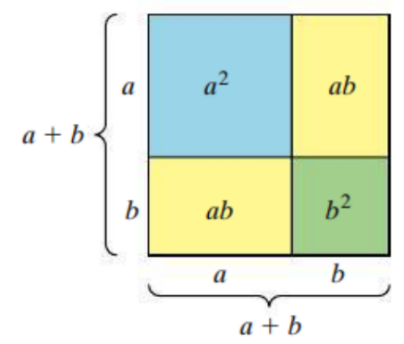 a a² ab
a + b
b ab b²
a b
a + b